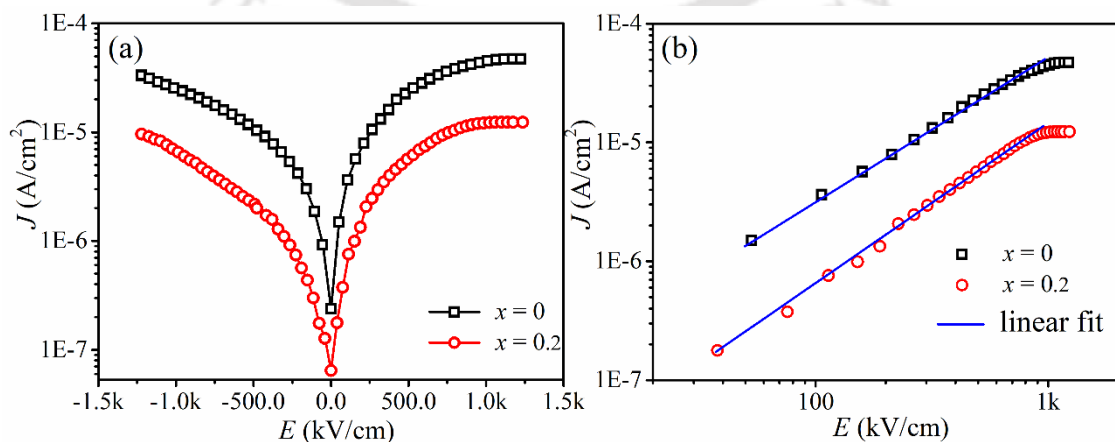 (a)
1E-4
1E-5
1E-6
1E-7
J (A/cm²)
x = 0
x = 0.2
-1.5k -1.0k -500.0 0.0 500.0 1.0k 1.5k
E (kV/cm)
(b)
1E-4
1E-5
1E-6
1E-7
J (A/cm²)
x = 0
x = 0.2
linear fit
100 1k
E (kV/cm)